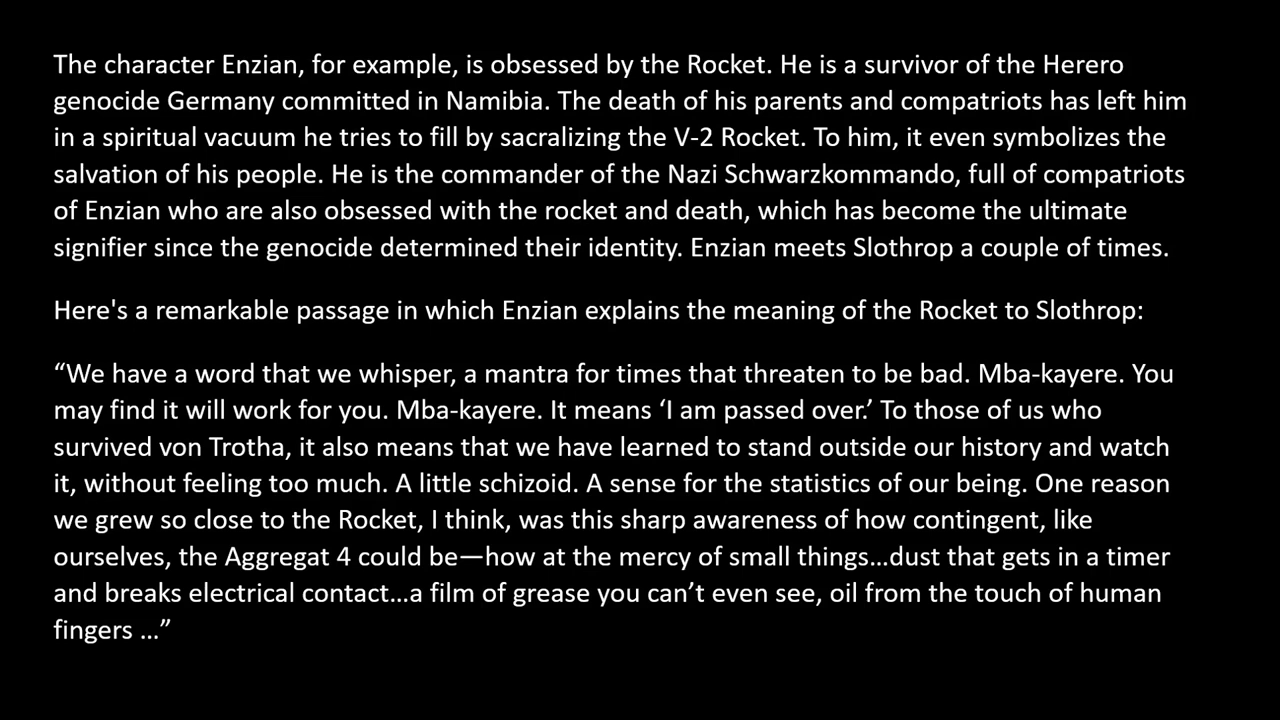 The character Enzian, for example, is obsessed by the Rocket. He is a survivor of the Herero
genocide Germany committed in Namibia. The death of his parents and compatriots has left him
in a spiritual vacuum he tries to fill by sacralizing the V-2 Rocket. To him, it even symbolizes the
salvation of his people. He is the commander of the Nazi Schwarzkommando, full of compatriots
of Enzian who are also obsessed with the rocket and death, which has become the ultimate
signifier since the genocide determined their identity. Enzian meets Slothrop a couple of times.
Here's a remarkable passage in which Enzian explains the meaning of the Rocket to Slothrop:
“We have a word that we whisper, a mantra for times that threaten to be bad. Mba-kayere. You
may find it will work for you. Mba-kayere. It means ‘I am passed over.’ To those of us who
survived von Trotha, it also means that we have learned to stand outside our history and watch
it, without feeling too much. A little schizoid. A sense for the statistics of our being. One reason
we grew so close to the Rocket, I think, was this sharp awareness of how contingent, like
ourselves, the Aggregat 4 could be—how at the mercy of small things…dust that gets in a timer
and breaks electrical contact…a film of grease you can’t even see, oil from the touch of human
fingers …”